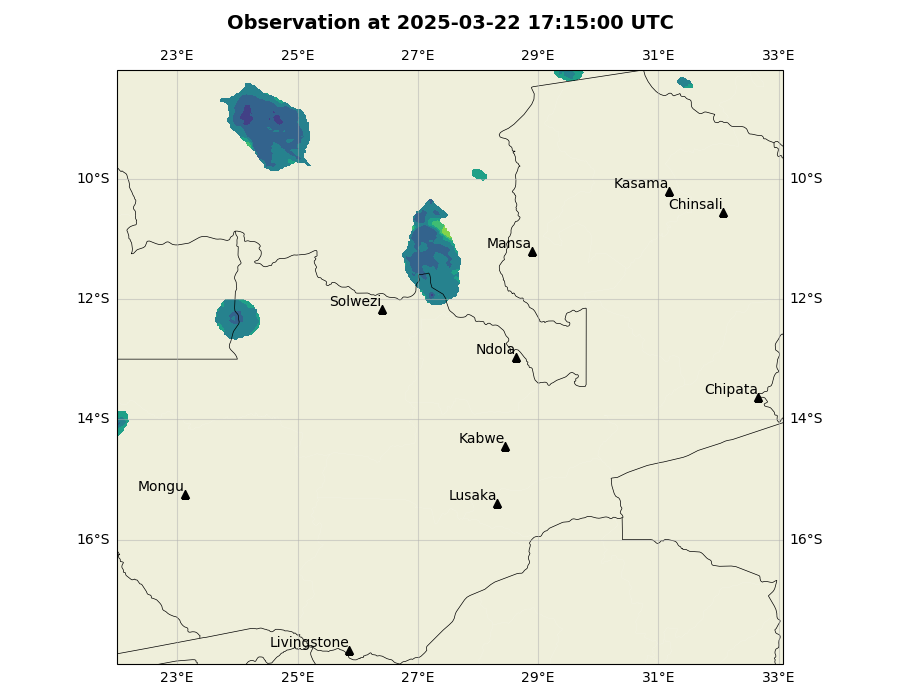 Observation at 2025-03-22 17:15:00 UTC
23°E 25°E 27°E 29°E 31°E 33°E
10°S 10°S
Kasama
Chinsali
Mansa
12°S 12°S
Solwezi
Ndola
Chipata
14°S 14°S
Kabwe
Mongu
Lusaka
16°S 16°S
Livingstone
23°E 25°E 27°E 29°E 31°E 33°E